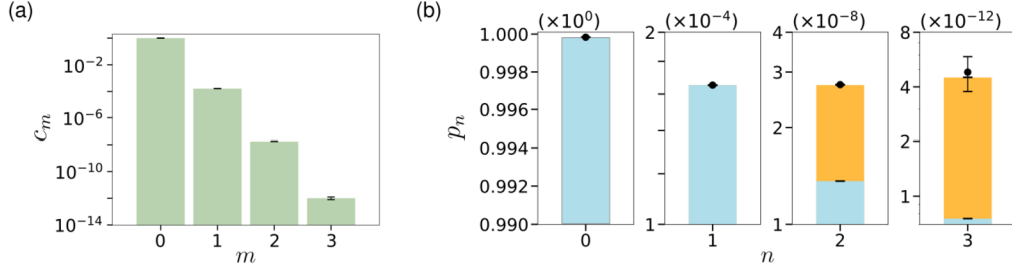 (a)
c_m
10^{-2}
10^{-6}
10^{-10}
10^{-14}
0 1 2 3
m
(b)
p_n
(×10^0) (×10^{-4}) (×10^{-8}) (×10^{-12})
1.000
0.998
0.996
0.994
0.992
0.990
2
1
4
3
2
1
8
4
2
1
0 1 2 3
n